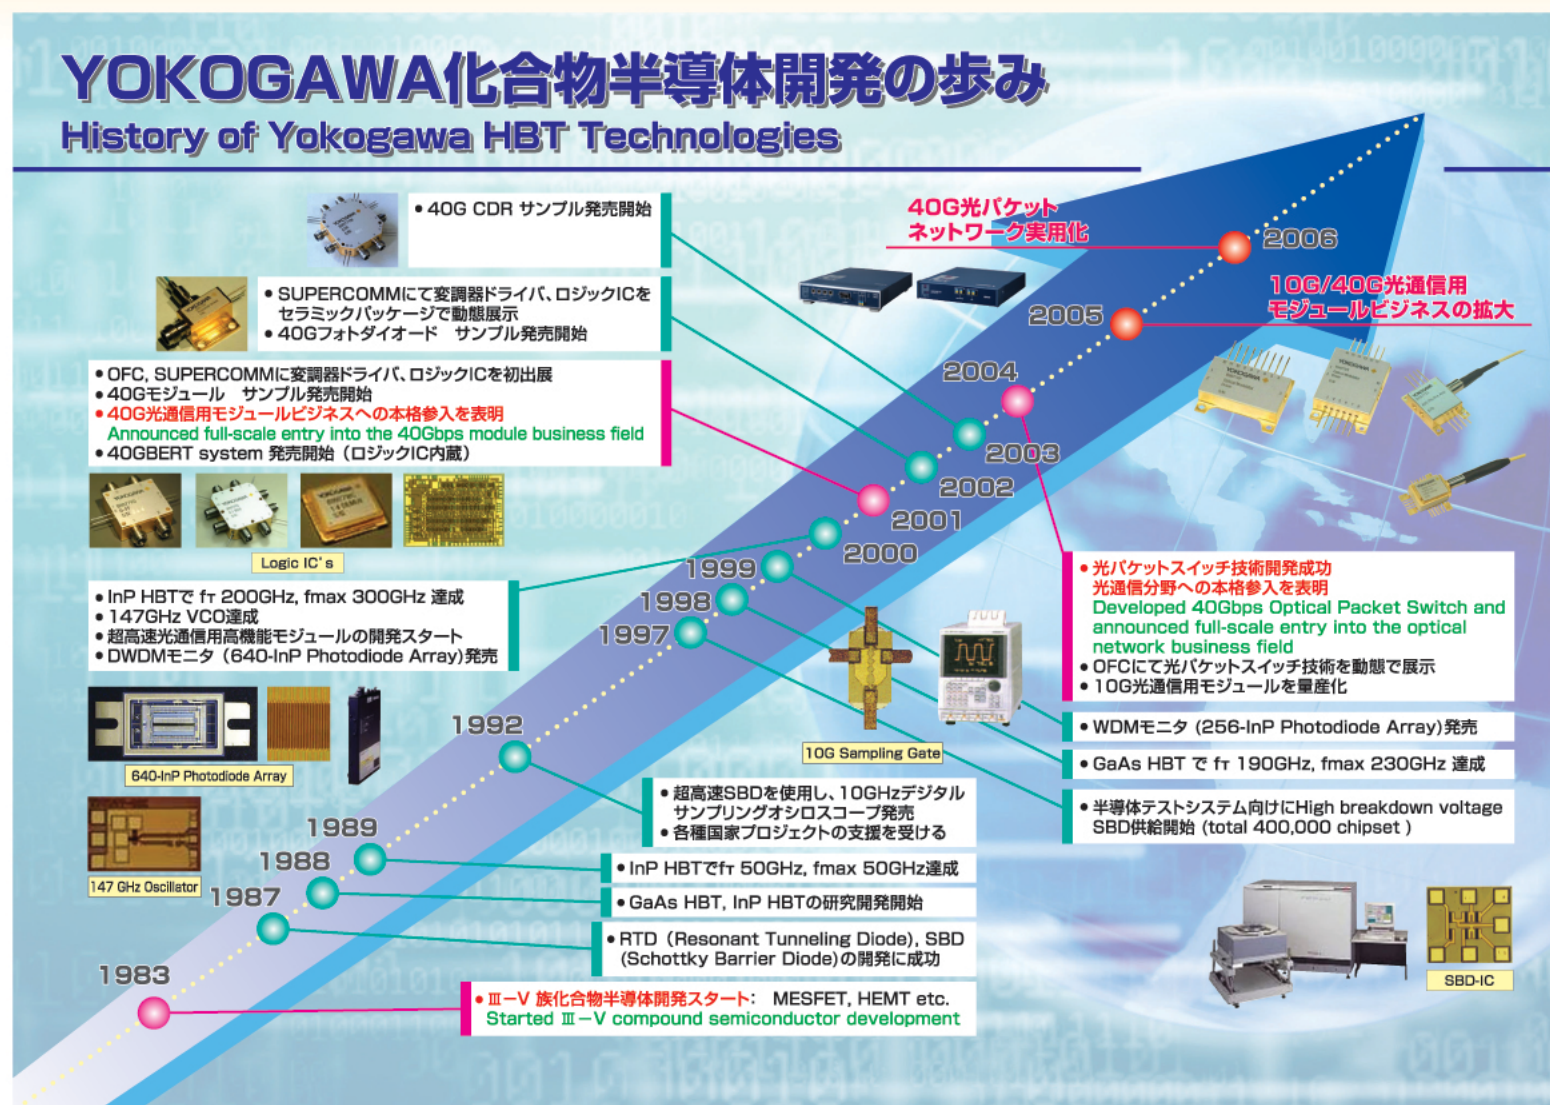 YOKOGAWA化合物半導体開発の歩み
History of Yokogawa HBT Technologies
● 40G CDR サンプル発売開始
● SUPERCOMMにて変調器ドライバ、ロジックICを
セラミックパッケージで動態展示
● 40Gフォトダイオード　サンプル発売開始
● OFC, SUPERCOMMに変調器ドライバ、ロジックICを初出展
● 40Gモジュール　サンプル発売開始
● 40G光通信用モジュールビジネスへの本格参入を表明
Announced full-scale entry into the 40Gbps module business field
● 40GBERT system 発売開始（ロジックIC内蔵）
Logic IC's
● InP HBTで fT 200GHz, fmax 300GHz 達成
● 147GHz VCO達成
● 超高速光通信用高機能モジュールの開発スタート
● DWDMモニタ（640-InP Photodiode Array)発売
640-InP Photodiode Array
147 GHz Oscillator
40G光パケット
ネットワーク実用化
2006
10G/40G光通信用
モジュールビジネスの拡大
2005
2004
2003
2002
2001
2000
1999
1998
1997
1992
1989
1988
1987
1983
10G Sampling Gate
● 光パケットスイッチ技術開発成功
光通信分野への本格参入を表明
Developed 40Gbps Optical Packet Switch and
announced full-scale entry into the optical
network business field
● OFCにて光パケットスイッチ技術を動態で展示
● 10G光通信用モジュールを量産化
● WDMモニタ (256-InP Photodiode Array)発売
● GaAs HBT で fT 190GHz, fmax 230GHz 達成
● 半導体テストシステム向けにHigh breakdown voltage
SBD供給開始 (total 400,000 chipset )
● 超高速SBDを使用し、10GHzデジタル
サンプリングオシロスコープ発売
● 各種国家プロジェクトの支援を受ける
● InP HBTでfT 50GHz, fmax 50GHz達成
● GaAs HBT, InP HBTの研究開発開始
● RTD（Resonant Tunneling Diode), SBD
(Schottky Barrier Diode)の開発に成功
● Ⅲ－V 族化合物半導体開発スタート：　MESFET, HEMT etc.
Started Ⅲ－V compound semiconductor development
SBD-IC